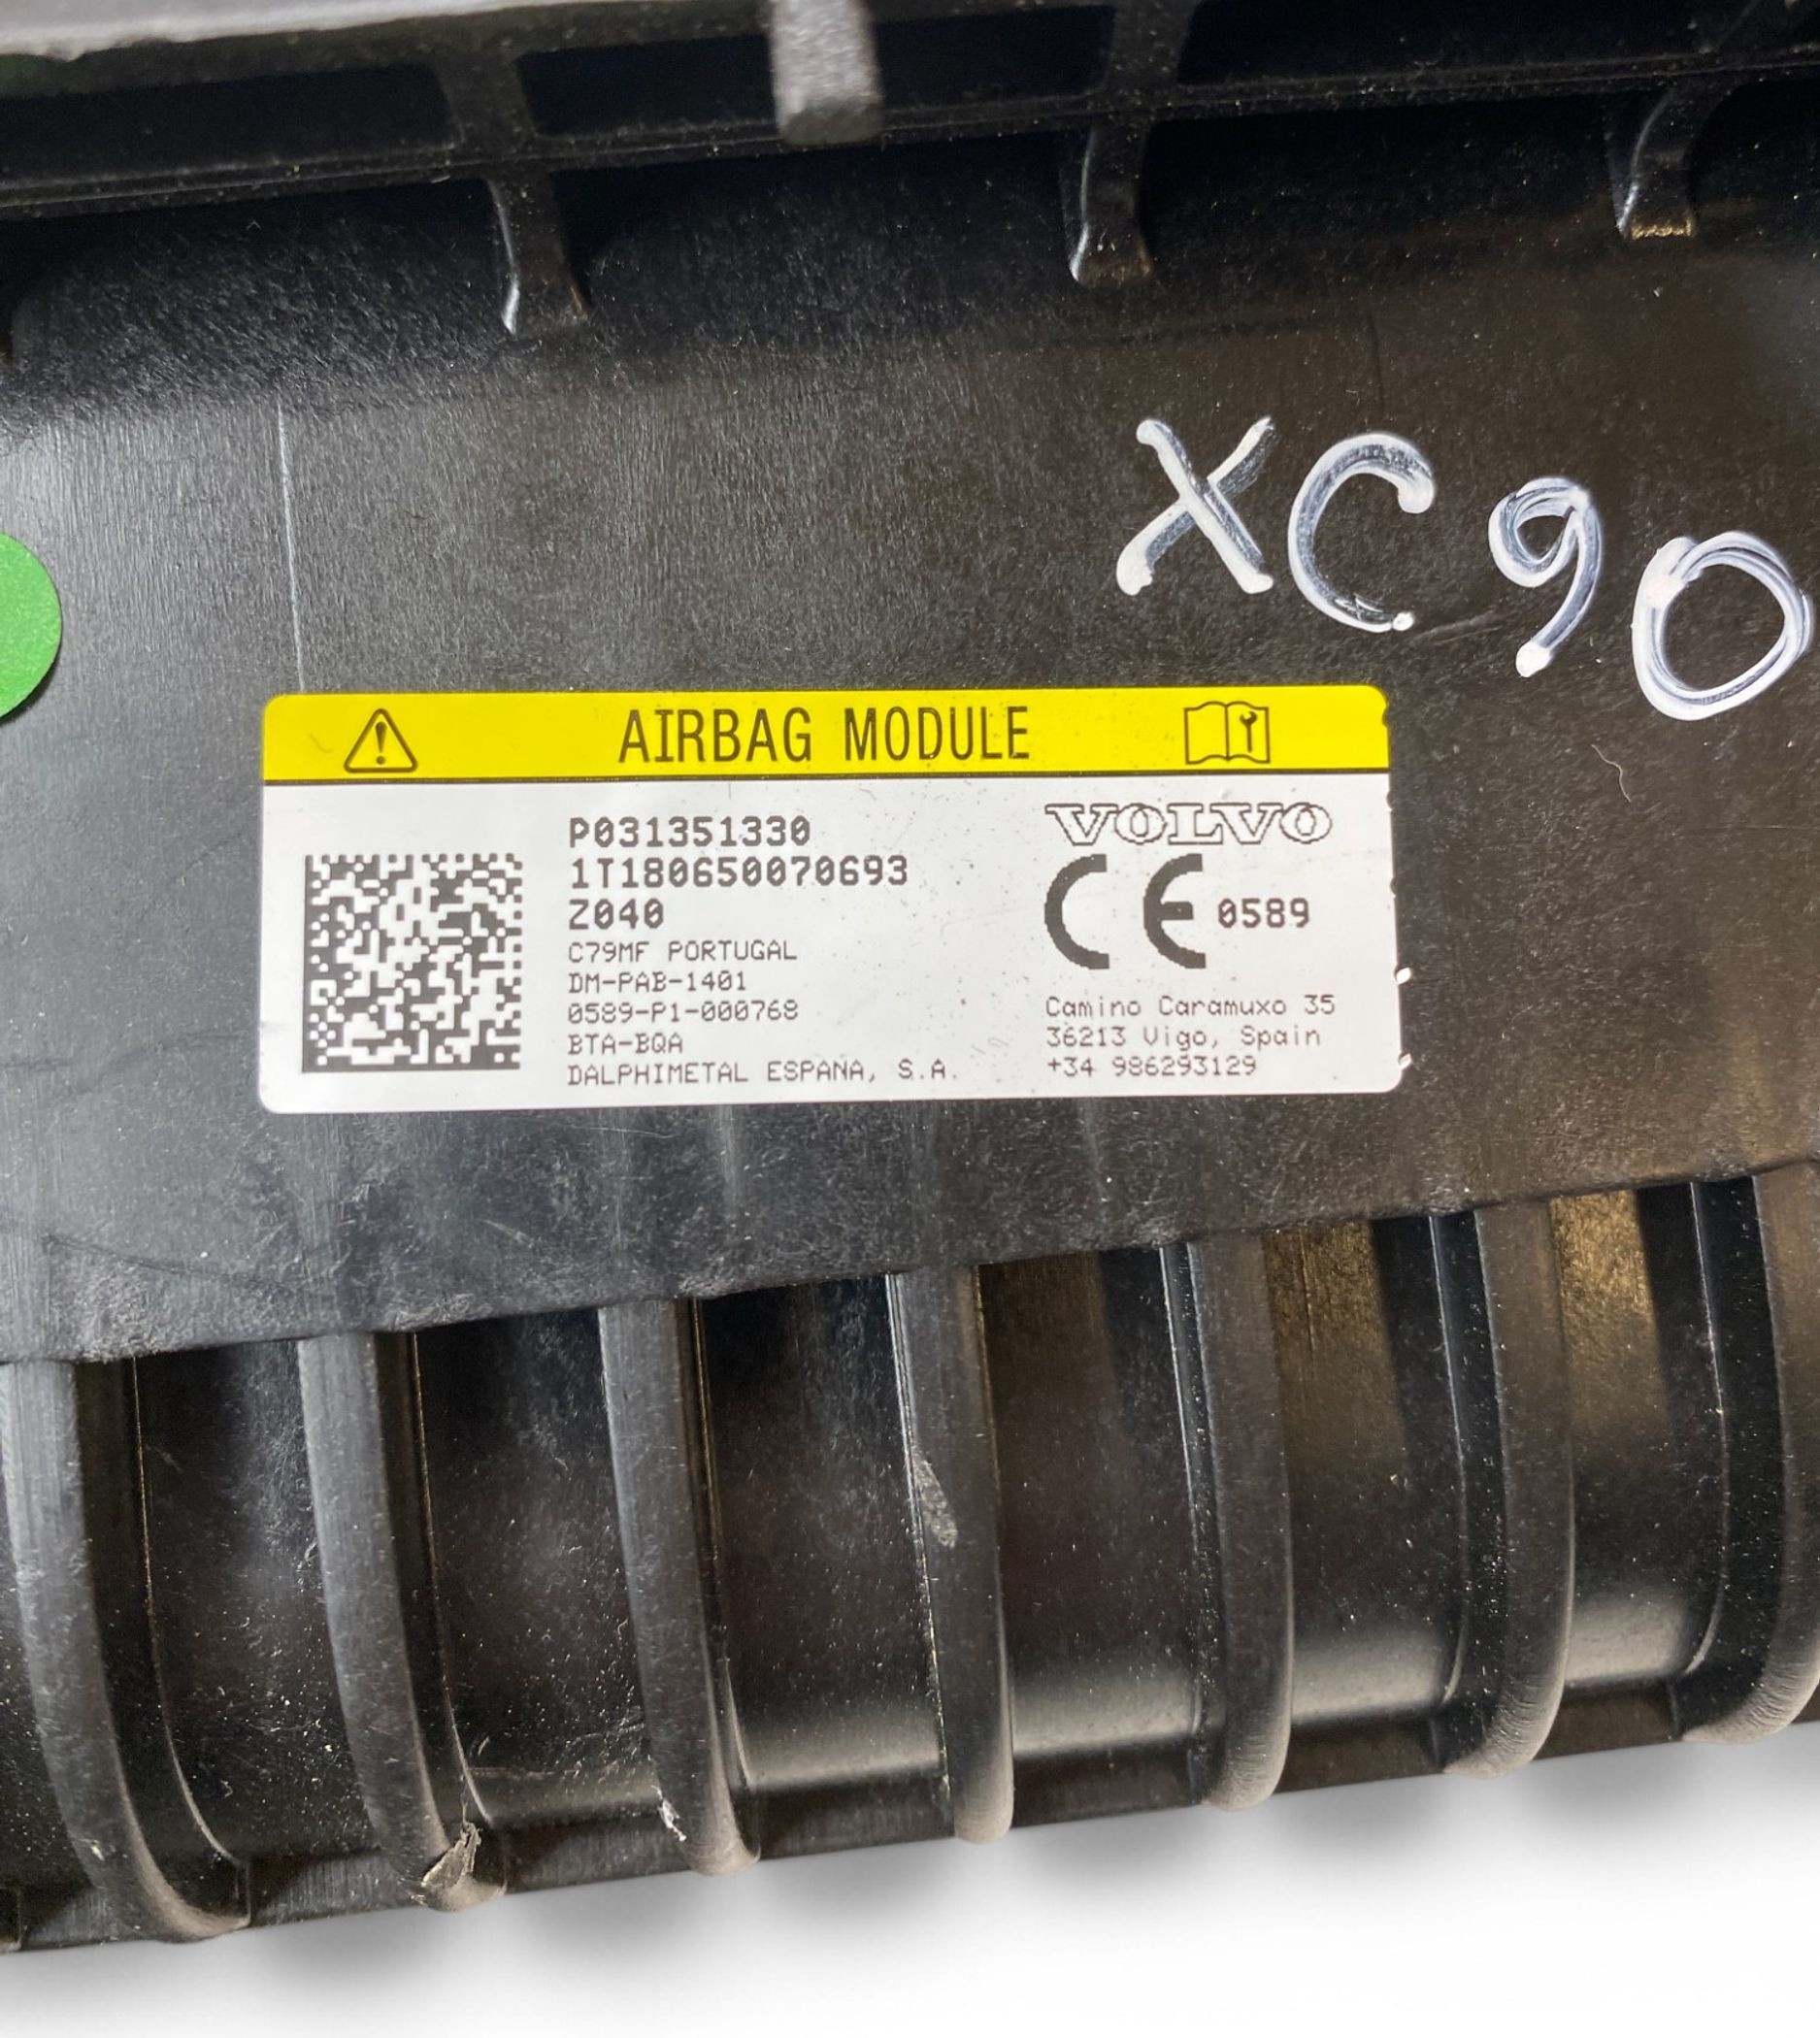 XC90
AIRBAG MODULE
P031351330
1T180650070693
Z040
C79MF PORTUGAL
DM-PAB-1401
0589-P1-000768
BTA-BQA
DALPHIMETAL ESPANA, S.A.
VOLVO
CE 0589
Camino Caramuxo 35
36213 Vigo, Spain
+34 986293129